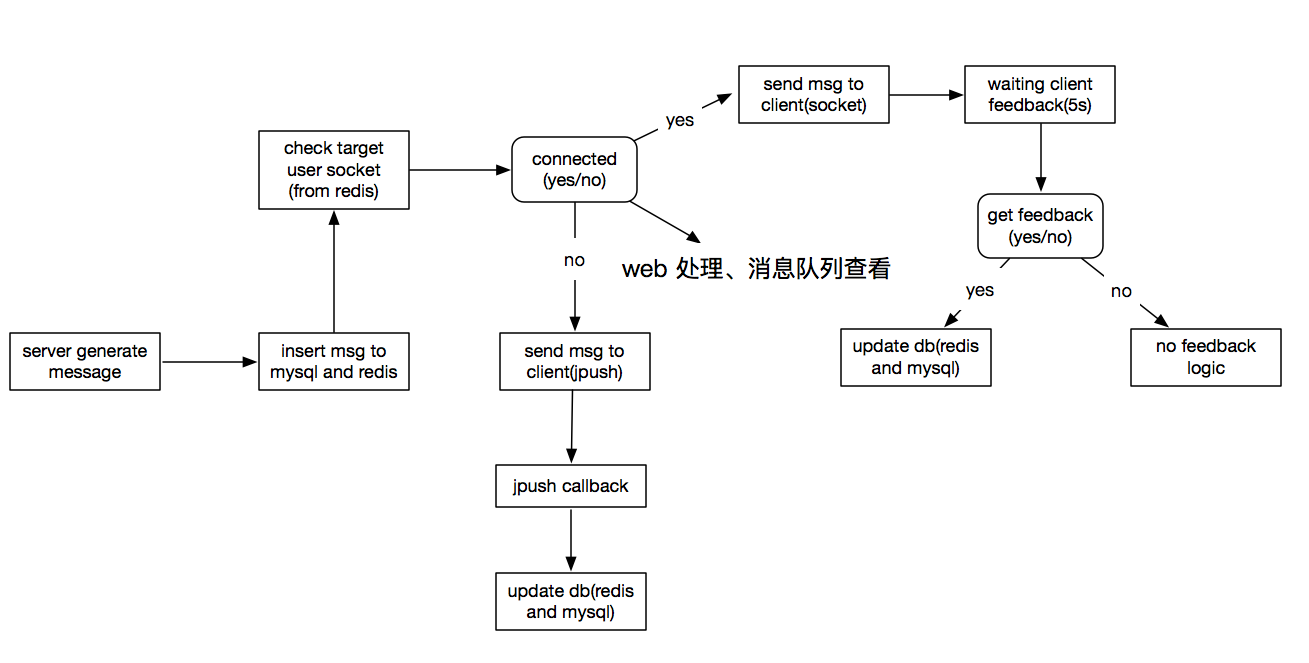 send msg to
client(socket)
waiting client
feedback(5s)
yes
check target
user socket
(from redis)
connected
(yes/no)
get feedback
(yes/no)
no
web 处理、消息队列查看
yes
no
server generate
message
insert msg to
mysql and redis
send msg to
client(jpush)
update db(redis
and mysql)
no feedback
logic
jpush callback
update db(redis
and mysql)